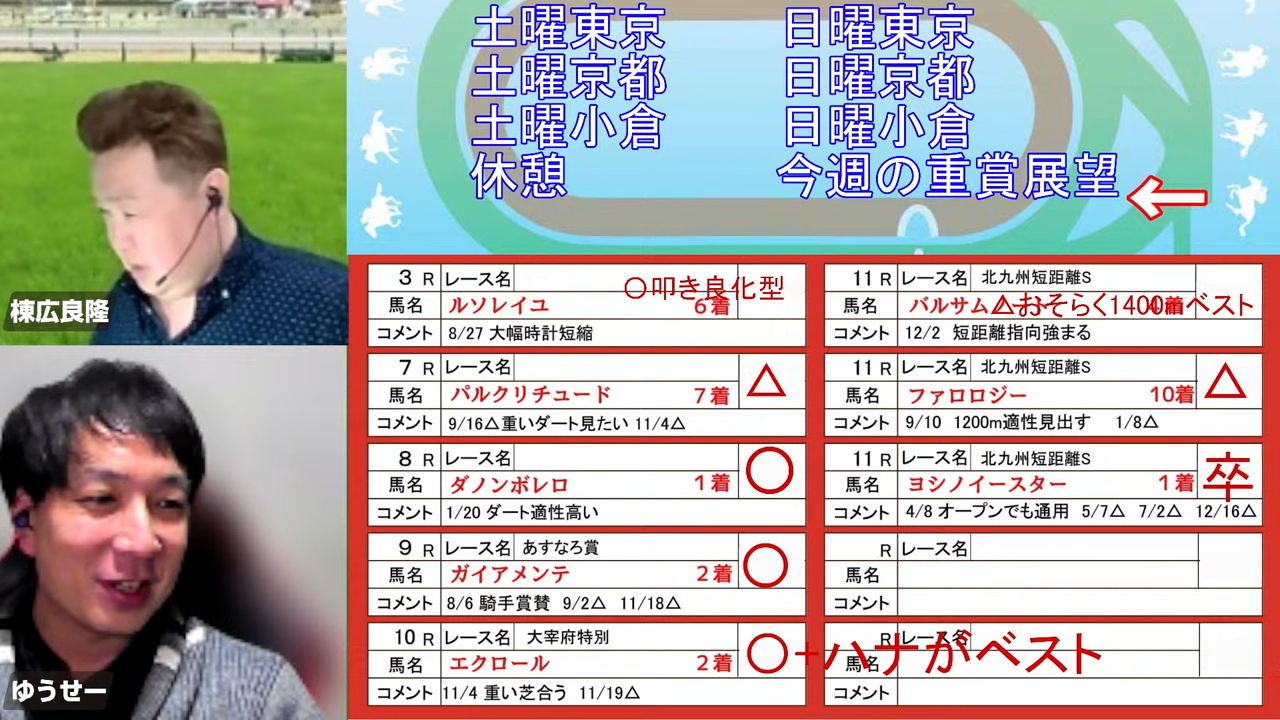 土曜東京 日曜東京
土曜京都 日曜京都
土曜小倉 日曜小倉
休憩 今週の重賞展望
棟広良隆
ゆうせー
3 R レース名
〇叩き良化型
馬名 ルソレイユ 6着
コメント 8/27 大幅時計短縮
7 R レース名
馬名 パルクリチュード 7着 △
コメント 9/16△重いダート見たい 11/4△
8 R レース名
馬名 ダノンボレロ 1着 〇
コメント 1/20 ダート適性高い
9 R レース名 あすなろ賞
馬名 ガイアメンテ 2着 〇
コメント 8/6 騎手賞賛 9/2△ 11/18△
10 R レース名 大宰府特別
馬名 エクロール 2着 〇+ハナがベスト
コメント 11/4 重い芝合う 11/19△
11 R レース名 北九州短距離S
馬名 バルサム
△おそらく1400mベスト
コメント 12/2 短距離指向強まる
11 R レース名 北九州短距離S
馬名 ファロロジー 10着 △
コメント 9/10 1200m適性見出す 1/8△
11 R レース名 北九州短距離S
馬名 ヨシノイースター 1着 卒
コメント 4/8 オープンでも通用 5/7△ 7/2△ 12/16△
R レース名
馬名
コメント
R レース名
馬名
コメント